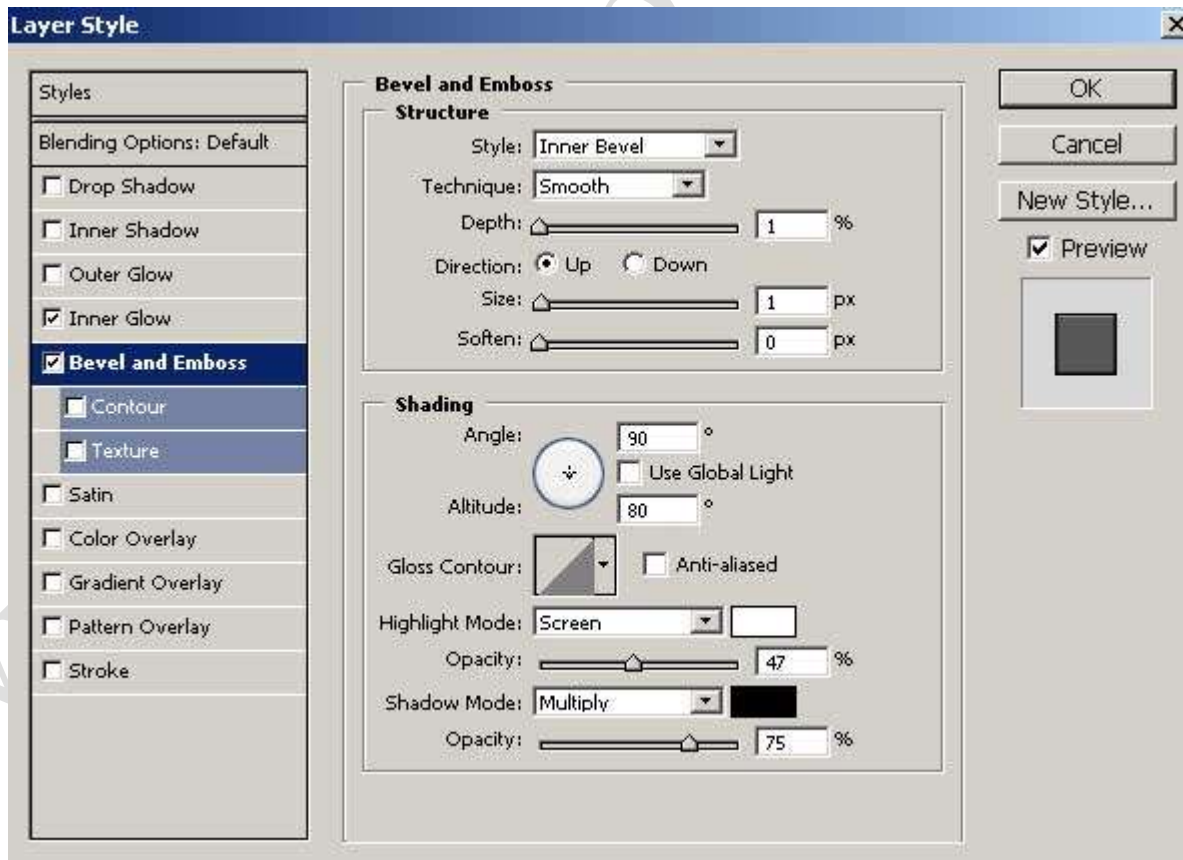 Layer Style
Styles
Blending Options: Default
Drop Shadow
Inner Shadow
Outer Glow
Inner Glow
Bevel and Emboss
Contour
Texture
Satin
Color Overlay
Gradient Overlay
Pattern Overlay
Stroke
Bevel and Emboss
Structure
Style: Inner Bevel
Technique: Smooth
Depth: 1 %
Direction: Up Down
Size: 1 px
Soften: 0 px
Shading
Angle: 90 °
Use Global Light
Altitude: 80 °
Gloss Contour: Anti-aliased
Highlight Mode: Screen
Opacity: 47 %
Shadow Mode: Multiply
Opacity: 75 %
OK
Cancel
New Style...
Preview